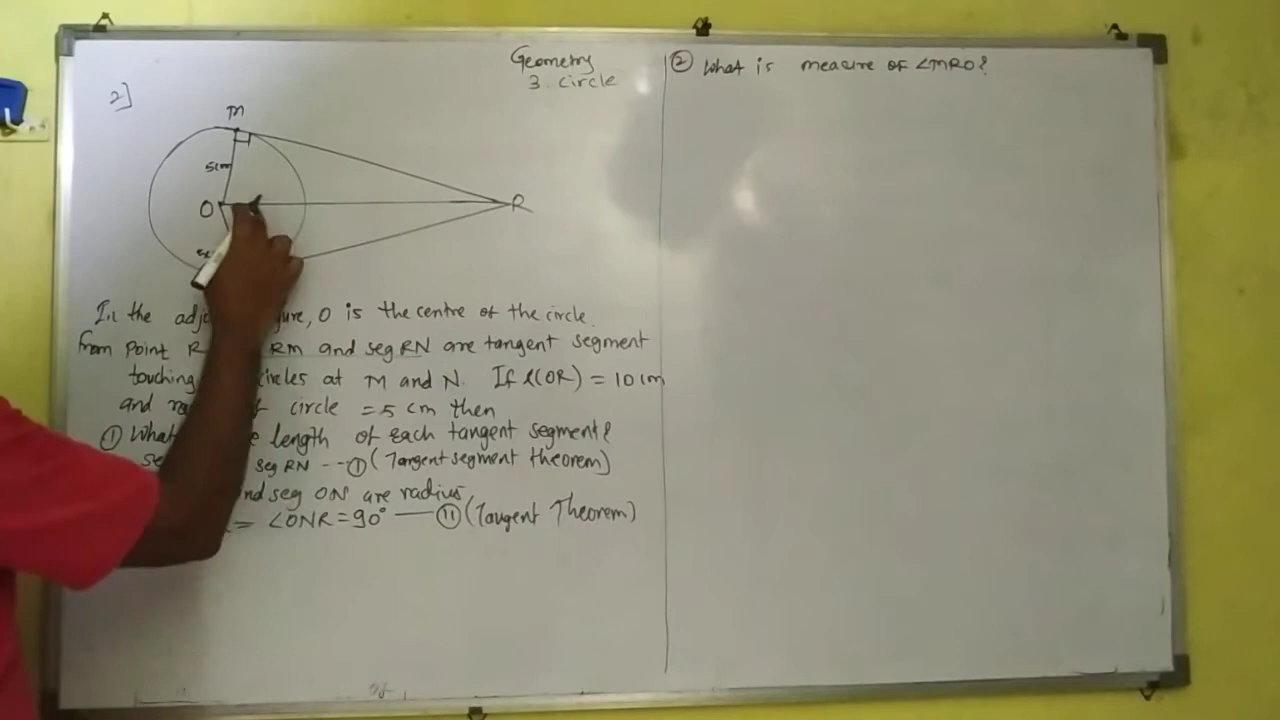 Geometry
3. circle
2]
M
5cm
O
R
In the adj ure, O is the centre of the circle.
from point R RM and seg RN are tangent segment
touching circles at M and N. If l(OR) = 10 cm
and circle = 5 cm then
① What length of each tangent segment?
se seg RN --- ① (Tangent segment theorem)
nd seg ON are radius
= ∠ONR = 90° — ⑪ (Tangent Theorem)
② What is measure of ∠MRO?